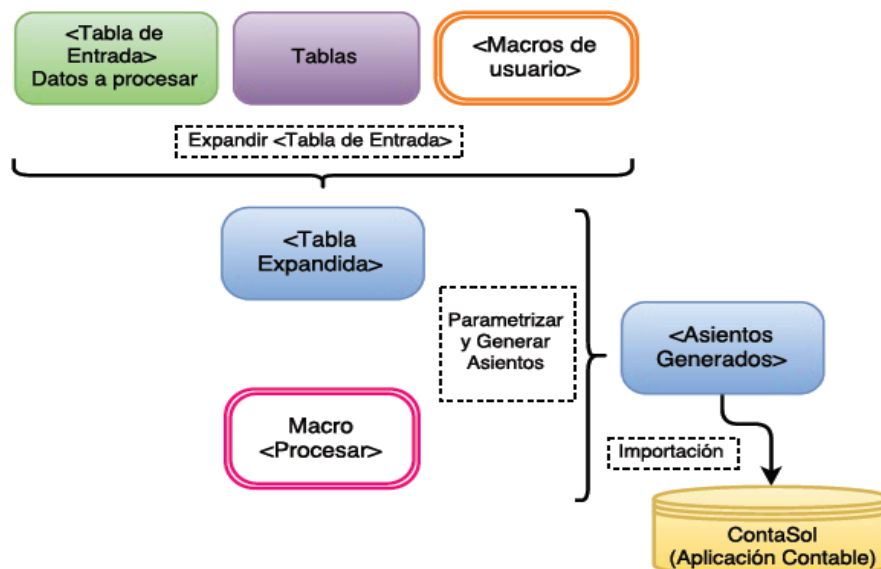 <Tabla de
Entrada>
Datos a procesar
Tablas
<Macros de
usuario>
Expandir <Tabla de Entrada>
<Tabla
Expandida>
Parametrizar
y Generar
Asientos
<Asientos
Generados>
Macro
<Procesar>
Importación
ContaSol
(Aplicación Contable)